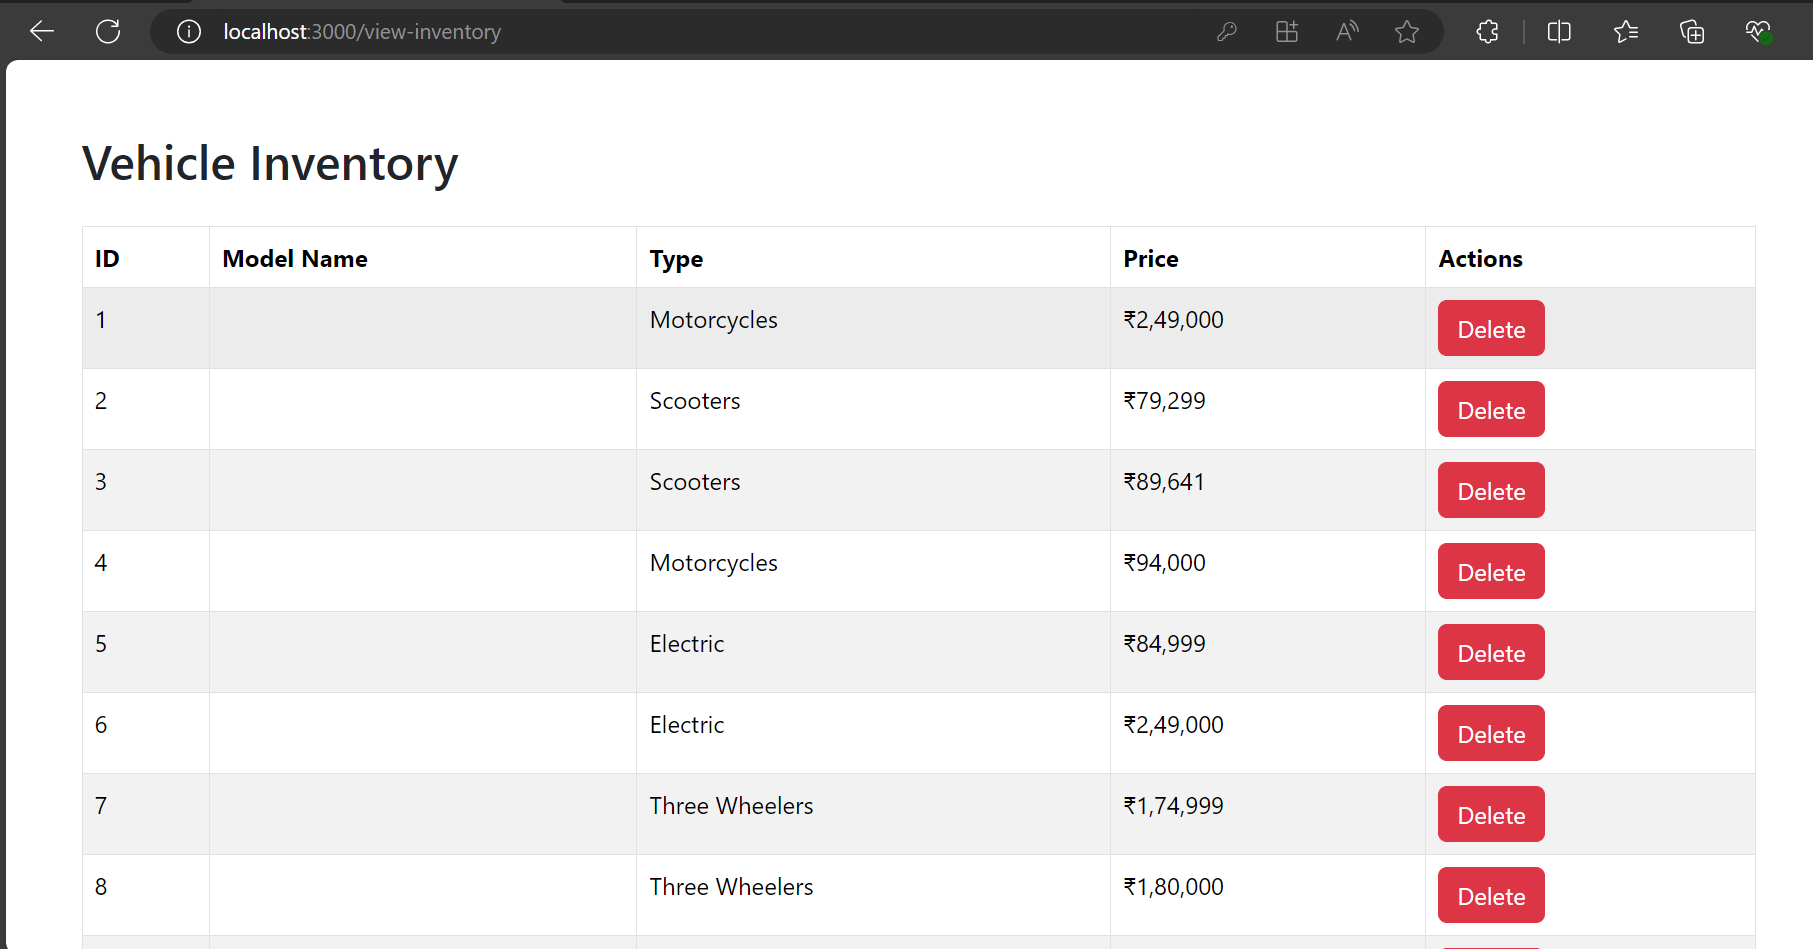 localhost:3000/view-inventory
Vehicle Inventory
ID Model Name Type Price Actions
1 Motorcycles ₹2,49,000 Delete
2 Scooters ₹79,299 Delete
3 Scooters ₹89,641 Delete
4 Motorcycles ₹94,000 Delete
5 Electric ₹84,999 Delete
6 Electric ₹2,49,000 Delete
7 Three Wheelers ₹1,74,999 Delete
8 Three Wheelers ₹1,80,000 Delete